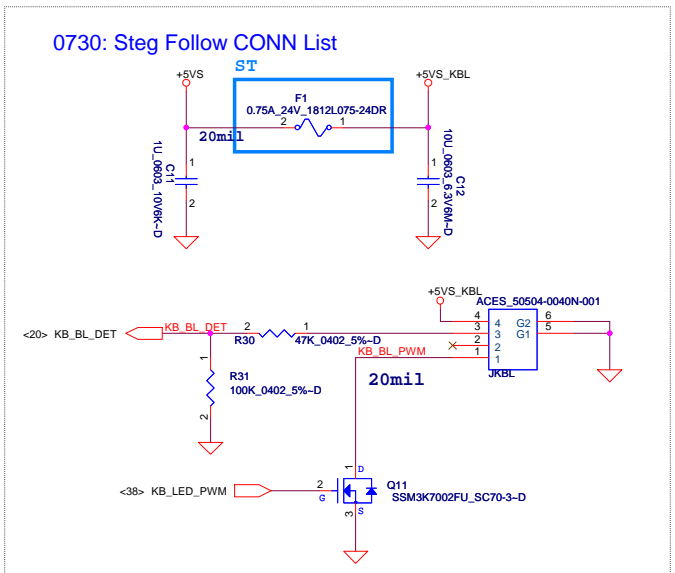 0730: Steg Follow CONN List
ST
+5VS
+5VS_KBL
F1
0.75A_24V_1812L075-24DR
2
1
20mil
1
2
C11
1U_0603_10V6K~D
1
2
C12
10U_0603_6.3V6M~D
+5VS_KBL
ACES_50504-0040N-001
4
3
2
1
4
3
2
1
G2
G1
6
5
JKBL
<20> KB_BL_DET
KB_BL_DET
2
1
R30
47K_0402_5%~D
KB_BL_PWM
20mil
1
2
R31
100K_0402_5%~D
<38> KB_LED_PWM
2
G
1
D
3
S
Q11
SSM3K7002FU_SC70-3~D